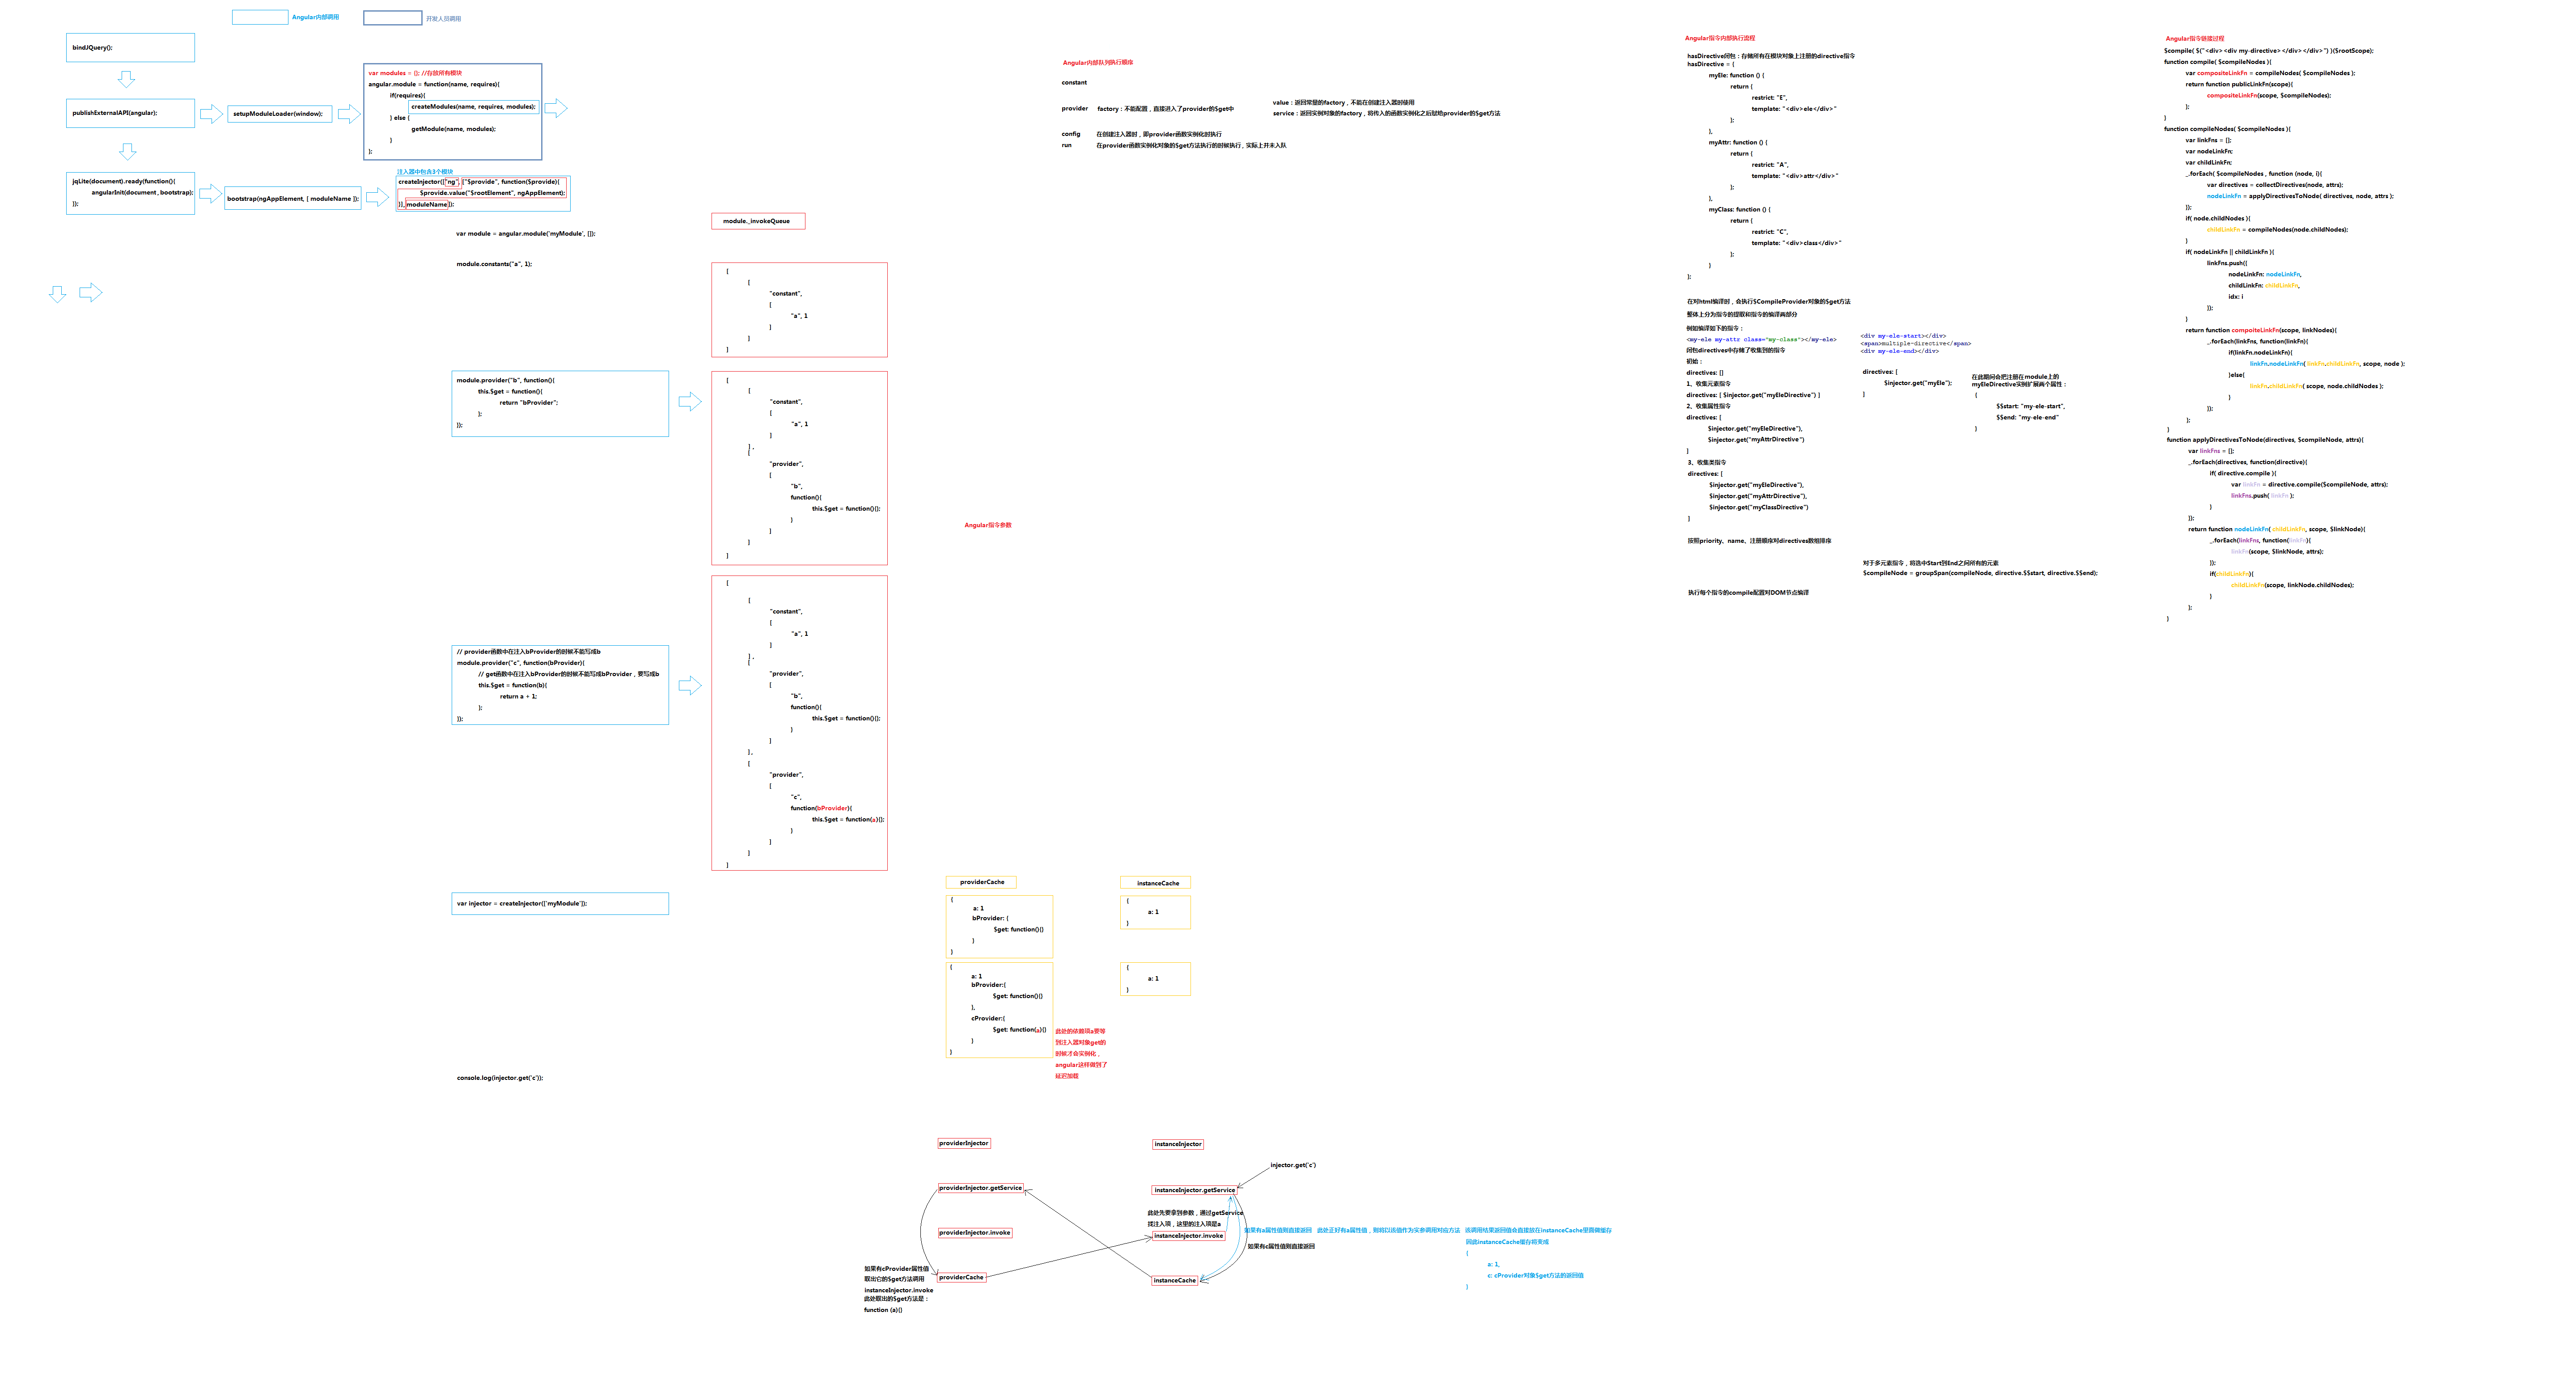 Angular内部调用
开发人员调用
bindJQuery();
publishExternalAPI(angular);
setupModuleLoader(window);
var modules = {}; //存放所有模块
angular.module = function(name, requires){
if(requires){
createModules(name, requires, modules);
} else {
getModule(name, modules);
}
};
jqLite(document).ready(function(){
angularInit(document, bootstrap);
});
bootstrap(ngAppElement, [ moduleName ]);
注入器中包含3个模块
createInjector(["ng", ["$provide", function($provide){
$provide.value("$rootElement", ngAppElement);
}], moduleName]);
var module = angular.module('myModule', []);
module._invokeQueue
module.constants("a", 1);
[
[
"constant",
[
"a", 1
]
]
]
module.provider("b", function(){
this.$get = function(){
return "bProvider";
};
});
[
[
"constant",
[
"a", 1
]
] ,
[
"provider",
[
"b",
function(){
this.$get = function(){};
}
]
]
]
// provider函数中在注入bProvider的时候不能写成b
module.provider("c", function(bProvider){
// get函数中在注入bProvider的时候不能写成bProvider，要写成b
this.$get = function(b){
return a + 1;
};
});
[
[
"constant",
[
"a", 1
]
] ,
[
"provider",
[
"b",
function(){
this.$get = function(){};
}
]
] ,
[
"provider",
[
"c",
function(bProvider){
this.$get = function(a){};
}
]
]
]
var injector = createInjector(['myModule']);
providerCache
{
a: 1
bProvider: {
$get: function(){}
}
}
{
a: 1
bProvider:{
$get: function(){}
},
cProvider:{
$get: function(a){}
}
}
此处的依赖项a要等
到注入器对象get的
时候才会实例化，
angular这样做到了
延迟加载
instanceCache
{
a: 1
}
{
a: 1
}
console.log(injector.get('c'));
providerInjector
instanceInjector
injector.get('c')
providerInjector.getService
instanceInjector.getService
此处先要拿到参数，通过getService
找注入项，这里的注入项是a
providerInjector.invoke
instanceInjector.invoke
如果有a属性值则直接返回
此处正好有a属性值，则将以该值作为实参调用对应方法
该调用结果返回值会直接放在instanceCache里面做缓存
因此instanceCache缓存将变成
{
a: 1,
c: cProvider对象$get方法的返回值
}
如果有c属性值则直接返回
如果有cProvider属性值
取出它的$get方法调用
instanceInjector.invoke
此处取出的$get方法是：
function (a){}
providerCache
instanceCache
Angular内部队列执行顺序
constant
provider
factory：不能配置，直接进入了provider的$get中
value：返回常量的factory，不能在创建注入器时使用
service：返回实例对象的factory，将传入的函数实例化之后赋给provider的$get方法
config
在创建注入器时，即provider函数实例化时执行
run
在provider函数实例化对象的$get方法执行的时候执行，实际上并未入队
Angular指令参数
Angular指令内部执行流程
hasDirective闭包：存储所有在模块对象上注册的directive指令
hasDirective = {
myEle: function () {
return {
restrict: "E",
template: "<div>ele</div>"
};
},
myAttr: function () {
return {
restrict: "A",
template: "<div>attr</div>"
};
},
myClass: function () {
return {
restrict: "C",
template: "<div>class</div>"
};
}
};
在对html编译时，会执行$CompileProvider对象的$get方法
整体上分为指令的提取和指令的编译两部分
例如编译如下的指令：
<my-ele my-attr class="my-class"></my-ele>
闭包directives中存储了收集到的指令
初始：
directives: []
1、收集元素指令
directives: [ $injector.get("myEleDirective") ]
2、收集属性指令
directives: [
$injector.get("myEleDirective"),
$injector.get("myAttrDirective")
]
3、收集类指令
directives: [
$injector.get("myEleDirective"),
$injector.get("myAttrDirective"),
$injector.get("myClassDirective")
]
按照priority、name、注册顺序对directives数组排序
执行每个指令的compile配置对DOM节点编译
<div my-ele-start></div>
<span>multiple-directive</span>
<div my-ele-end></div>
directives: [
$injector.get("myEle");
]
在此期间会把注册在module上的
myEleDirective实例扩展两个属性：
{
$$start: "my-ele-start",
$$end: "my-ele-end"
}
对于多元素指令，将选中Start到End之间所有的元素
$compileNode = groupSpan(compileNode, directive.$$start, directive.$$end);
Angular指令链接过程
$compile( $("<div><div my-directive></div></div>") )($rootScope);
function compile( $compileNodes ){
var compositeLinkFn = compileNodes( $compileNodes );
return function publicLinkFn(scope){
compositeLinkFn(scope, $compileNodes);
};
}
function compileNodes( $compileNodes ){
var linkFns = [];
var nodeLinkFn;
var childLinkFn;
_.forEach( $compileNodes , function (node, i){
var directives = collectDirectives(node, attrs);
nodeLinkFn = applyDirectivesToNode( directives, node, attrs );
});
if( node.childNodes ){
childLinkFn = compileNodes(node.childNodes);
}
if( nodeLinkFn || childLinkFn ){
linkFns.push({
nodeLinkFn: nodeLinkFn,
childLinkFn: childLinkFn,
idx: i
});
}
return function compoiteLinkFn(scope, linkNodes){
_.forEach(linkFns, function(linkFn){
if(linkFn.nodeLinkFn){
linkFn.nodeLinkFn( linkFn.childLinkFn, scope, node );
}else{
linkFn.childLinkFn( scope, node.childNodes );
}
});
};
}
function applyDirectivesToNode(directives, $compileNode, attrs){
var linkFns = [];
_.forEach(directives, function(directive){
if( directive.compile ){
var linkFn = directive.compile($compileNode, attrs);
linkFns.push( linkFn );
}
});
return function nodeLinkFn( childLinkFn, scope, $linkNode){
_.forEach(linkFns, function(linkFn){
linkFn(scope, $linkNode, attrs);
});
if(childLinkFn){
childLinkFn(scope, linkNode.childNodes);
}
};
}